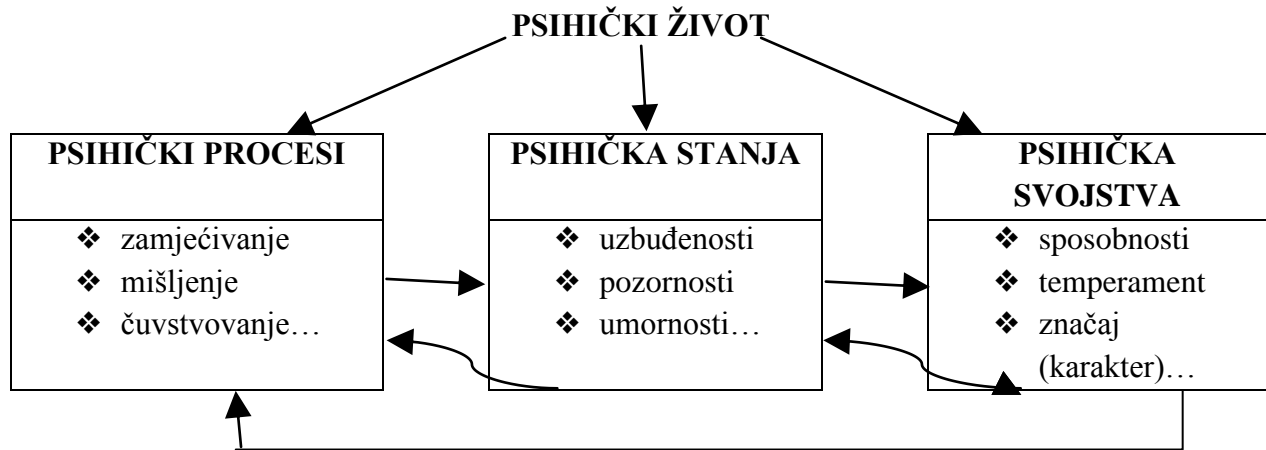 PSIHIČKI ŽIVOT
PSIHIČKI PROCESI
❖ zamjećivanje
❖ mišljenje
❖ čuvstvovanje…
PSIHIČKA STANJA
❖ uzbuđenosti
❖ pozornosti
❖ umornosti…
PSIHIČKA
SVOJSTVA
❖ sposobnosti
❖ temperament
❖ značaj
(karakter)…